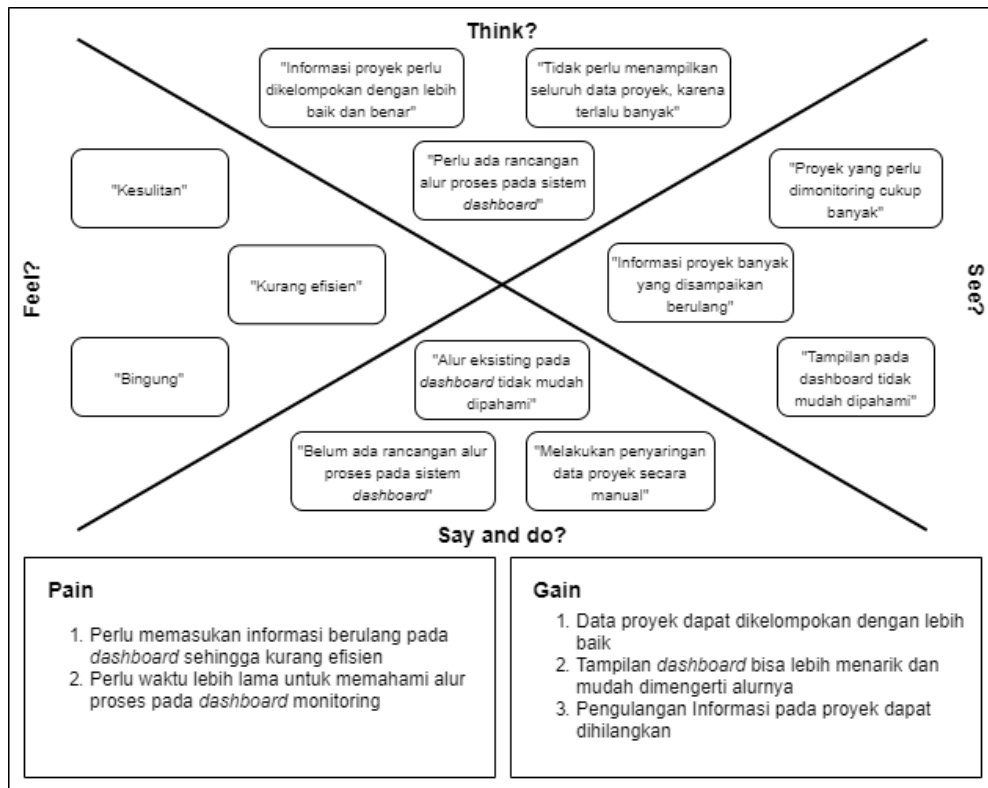 Think?
"Informasi proyek perlu
dikelompokan dengan lebih
baik dan benar"
"Tidak perlu menampilkan
seluruh data proyek, karena
terlalu banyak"
"Perlu ada rancangan
alur proses pada sistem
dashboard"
Feel?
"Kesulitan"
"Kurang efisien"
"Bingung"
See?
"Proyek yang perlu
dimonitoring cukup
banyak"
"Informasi proyek banyak
yang disampaikan
berulang"
"Tampilan pada
dashboard tidak
mudah dipahami"
"Alur eksisting pada
dashboard tidak mudah
dipahami"
"Belum ada rancangan alur
proses pada sistem
dashboard"
"Melakukan penyaringan
data proyek secara
manual"
Say and do?
Pain
1. Perlu memasukan informasi berulang pada
dashboard sehingga kurang efisien
2. Perlu waktu lebih lama untuk memahami alur
proses pada dashboard monitoring
Gain
1. Data proyek dapat dikelompokan dengan lebih
baik
2. Tampilan dashboard bisa lebih menarik dan
mudah dimengerti alurnya
3. Pengulangan Informasi pada proyek dapat
dihilangkan